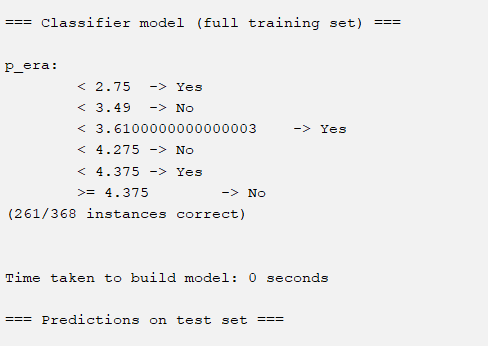 === Classifier model (full training set) ===
p_era:
< 2.75 -> Yes
< 3.49 -> No
< 3.6100000000000003 -> Yes
< 4.275 -> No
< 4.375 -> Yes
>= 4.375 -> No
(261/368 instances correct)
Time taken to build model: 0 seconds
=== Predictions on test set ===